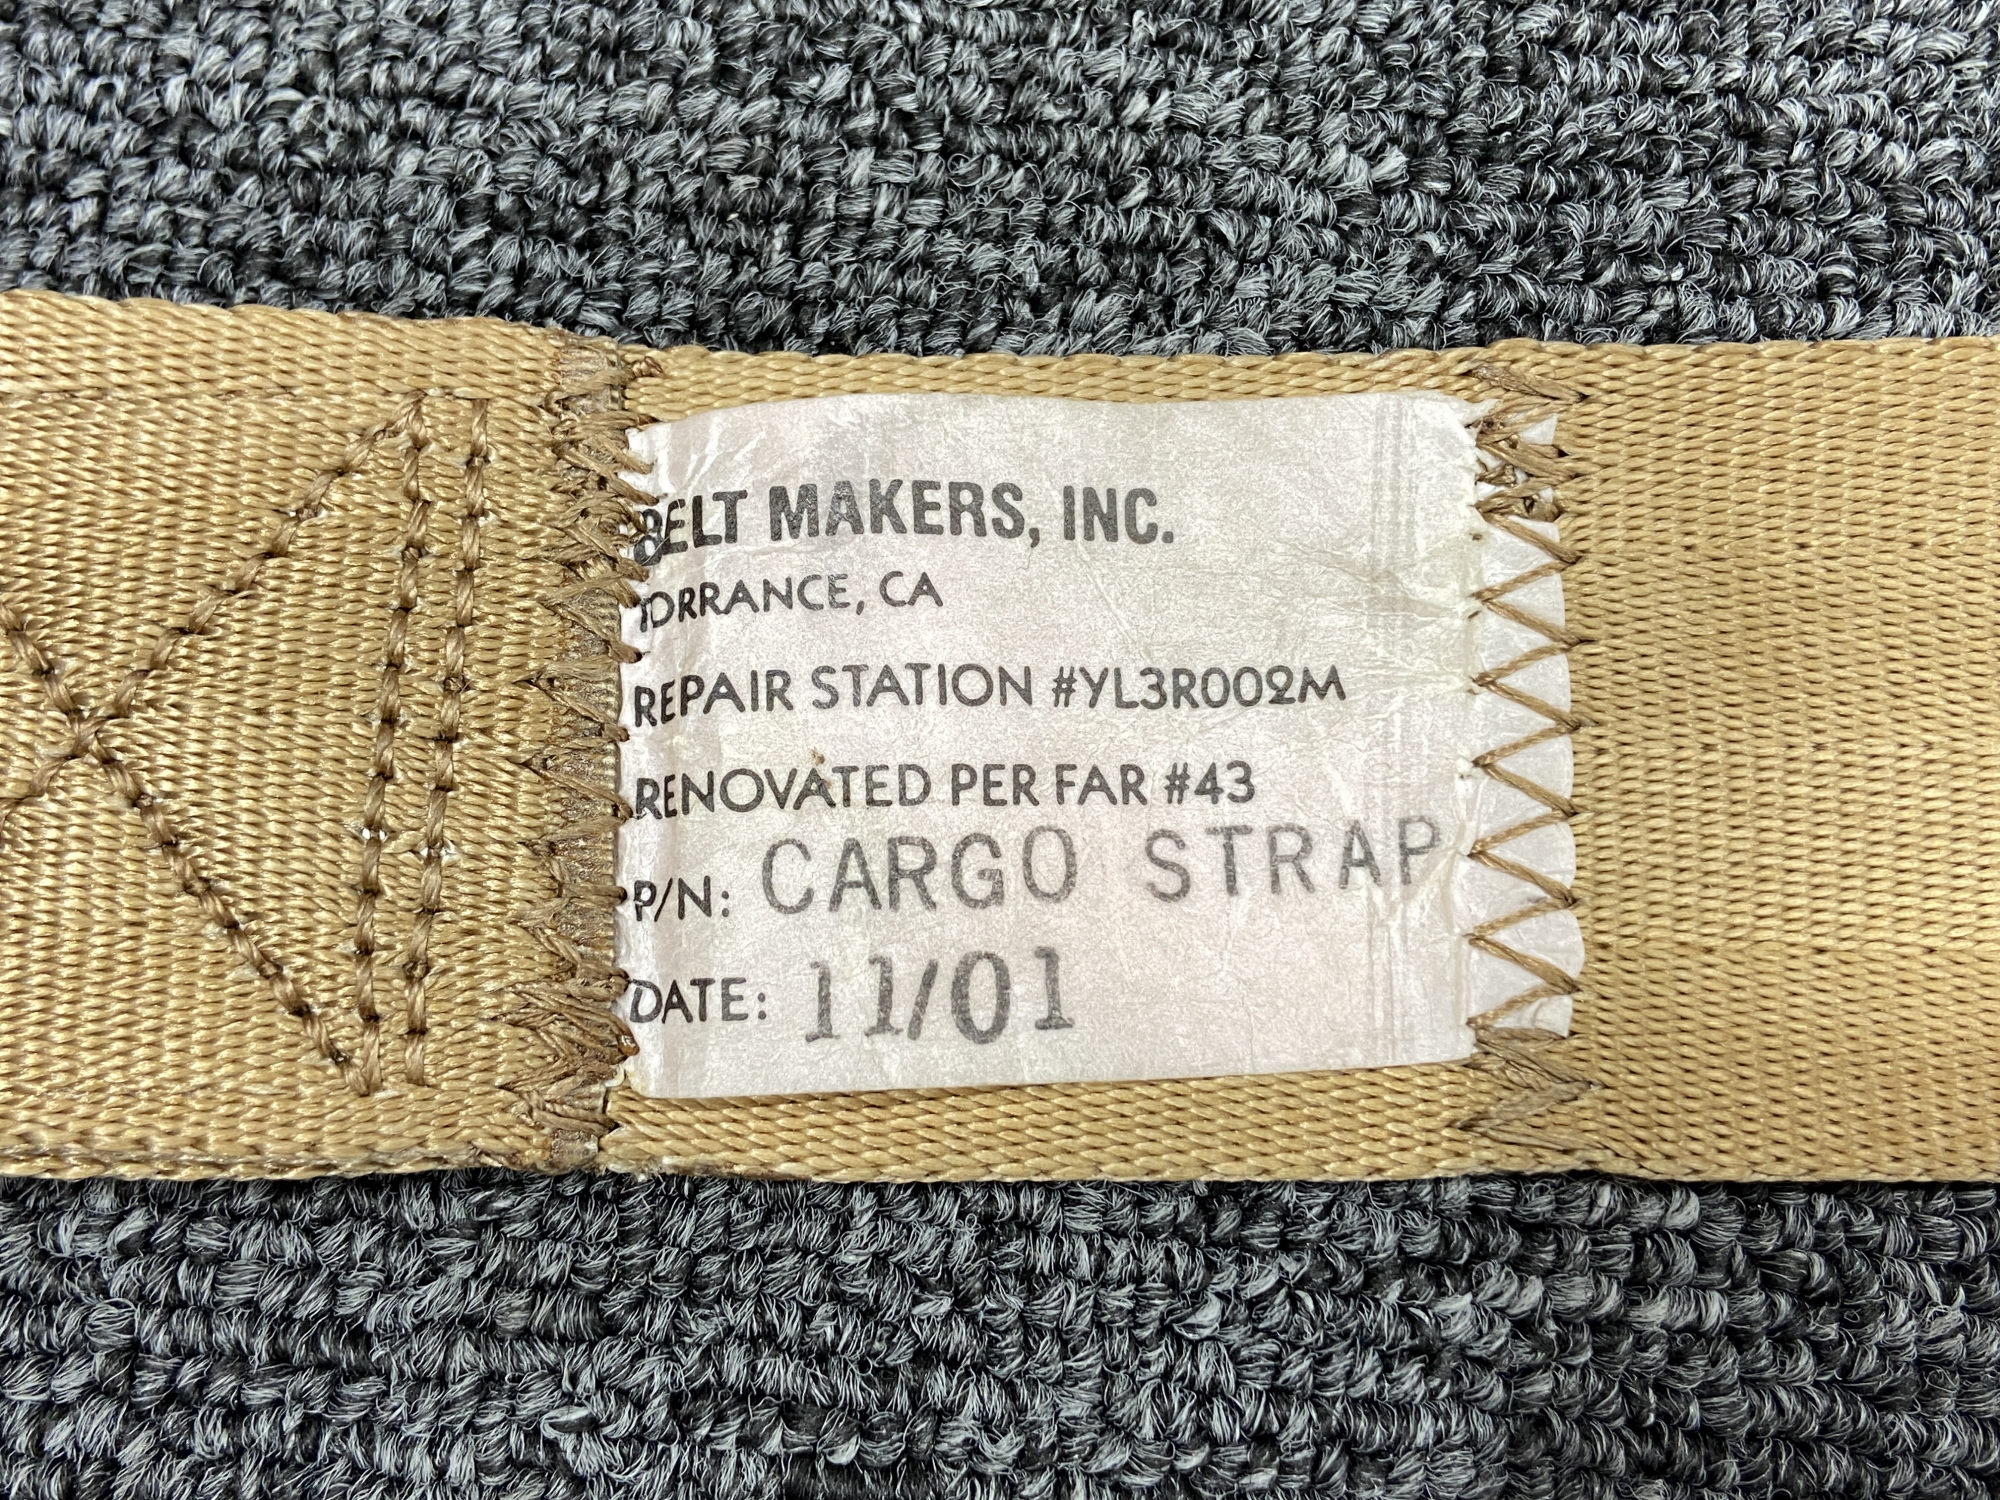 BELT MAKERS, INC.
TORRANCE, CA
REPAIR STATION #YL3R002M
RENOVATED PER FAR #43
P/N: CARGO STRAP
DATE: 11/01